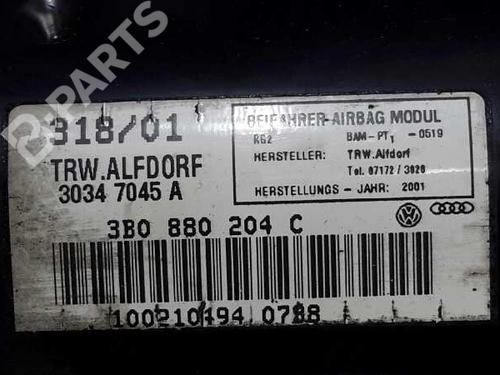 B-PARTS
318/01
TRW.ALFDORF
3034 7045 A
BEIFAHRER-AIRBAG MODUL
RG2 BAM-PT1 -0519
HERSTELLER: TRW.Alfdorf
Tel. 07172/3020
HERSTELLUNGS - JAHR: 2001
3B0 880 204 C
100210494 0788